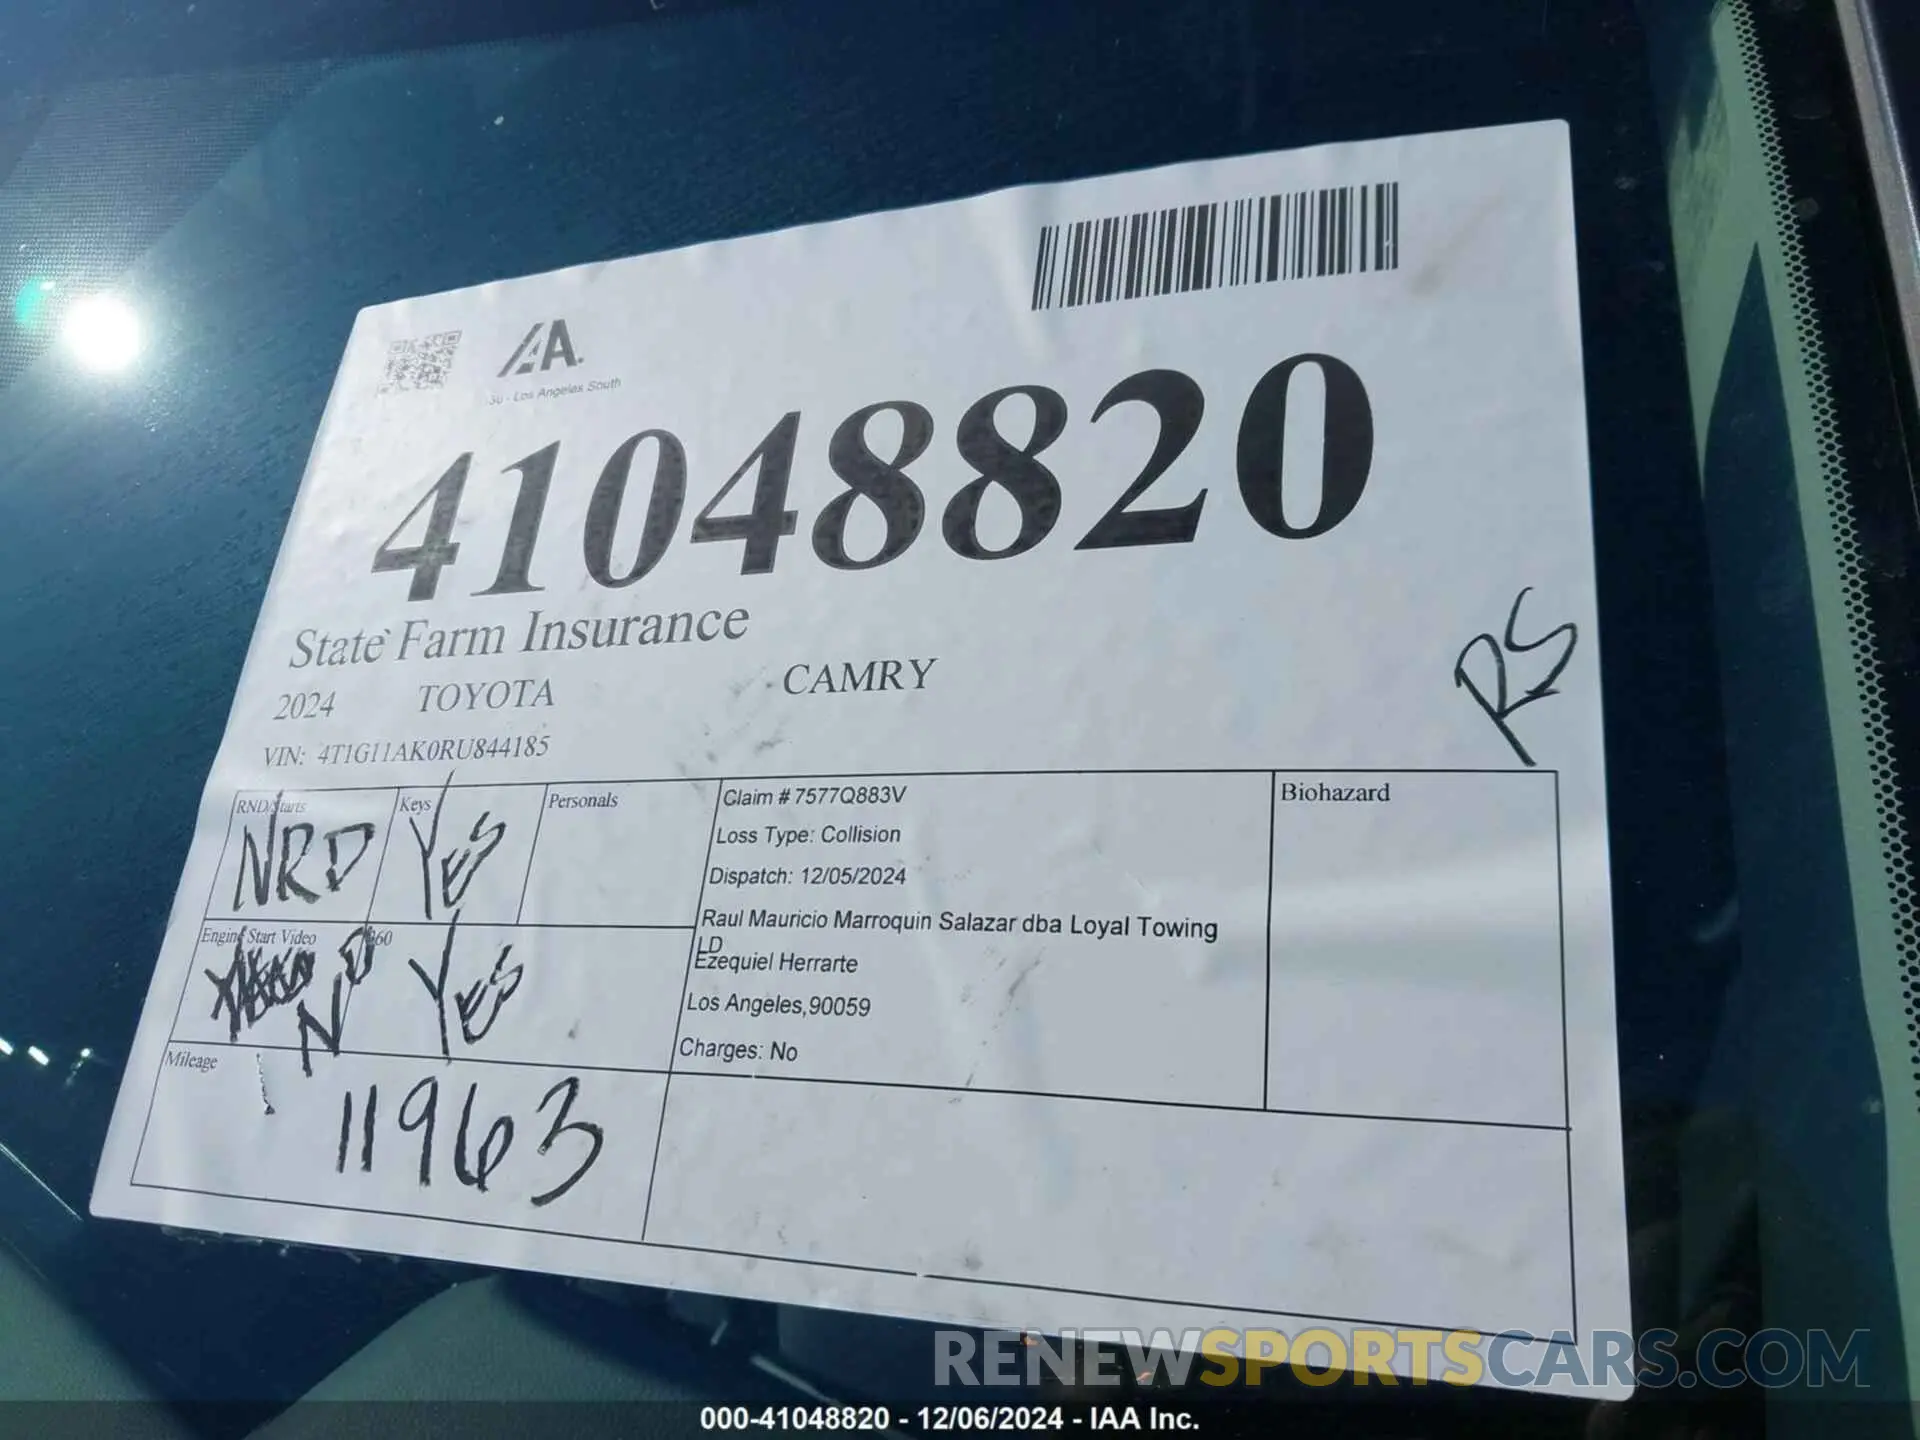 IAA.
36 - Los Angeles South
41048820
State Farm Insurance
2024 TOYOTA CAMRY
VIN: 4T1G11AK0RU844185
RS
RND/Starts
NRD
Keys
YES
Personals
Engine Start Video
NO
360
YES
Mileage
11963
Claim # 7577Q883V
Loss Type: Collision
Dispatch: 12/05/2024
Raul Mauricio Marroquin Salazar dba Loyal Towing
LD
Ezequiel Herrarte
Los Angeles,90059
Charges: No
Biohazard
RENEWSPORTSCARS.COM
000-41048820 - 12/06/2024 - IAA Inc.